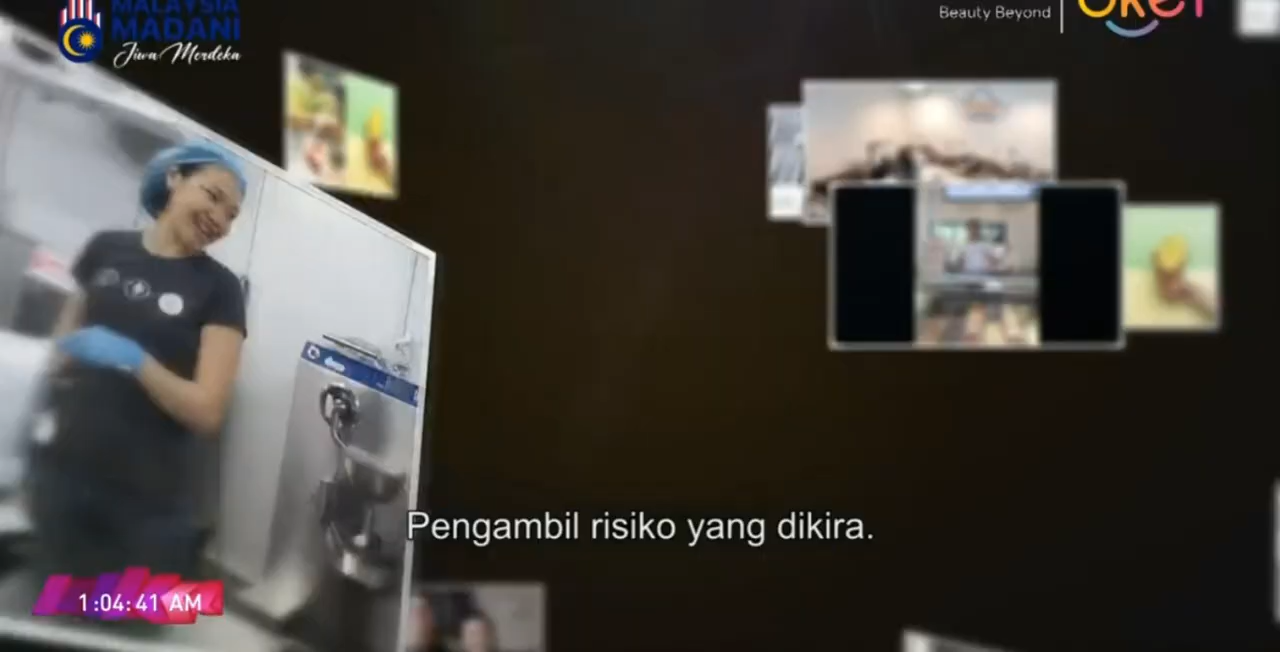 MALAYSIA
MADANI
Jiwa Merdeka
Beauty Beyond
Pengambil risiko yang dikira.
1:04:41 AM